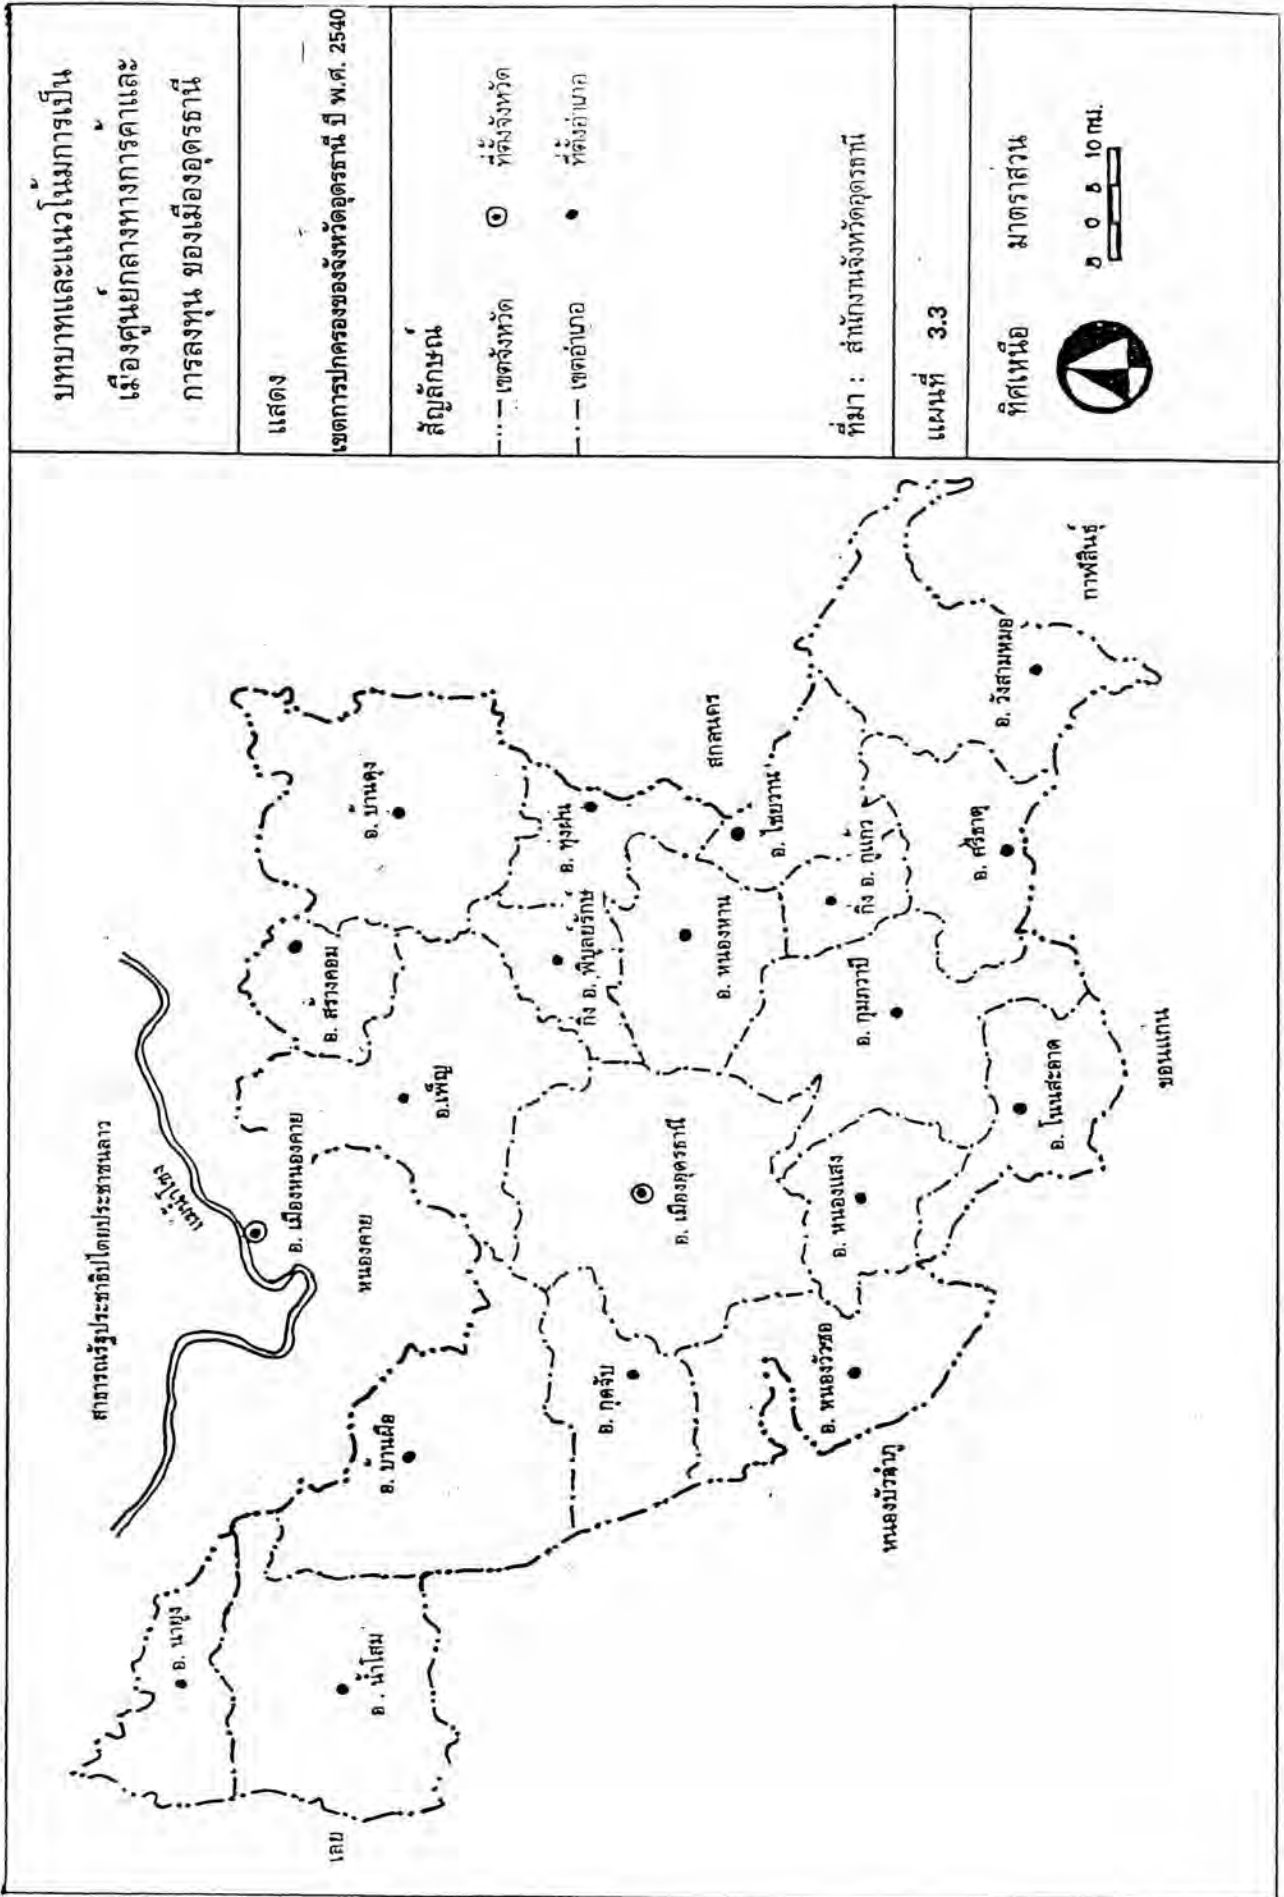 บทบาทและแนวโน้มการเป็น
เมืองศูนย์กลางทางการค้าและ
การลงทุน ของเมืองอุดรธานี
แสดง
เขตการปกครองของจังหวัดอุดรธานี ปี พ.ศ. 2540
สัญลักษณ์
เขตจังหวัด
ที่ตั้งจังหวัด
เขตอำเภอ
ที่ตั้งอำเภอ
ที่มา : สำนักงานจังหวัดอุดรธานี
แผนที่ 3.3
ทิศเหนือ
มาตราส่วน
5 0 5 10 กม.
สาธารณรัฐประชาธิปไตยประชาชนลาว
แม่น้ำโขง
อ. เมืองหนองคาย
หนองคาย
อ. สร้างคอม
อ. บ้านดุง
อ.เพ็ญ
อ. นายูง
อ. น้ำโสม
อ. บ้านผือ
เลย
กิ่ง อ. พิบูลย์รักษ์
อ. ทุ่งฝน
อ. กุดจับ
อ. เมืองอุดรธานี
อ. หนองหาน
สกลนคร
อ. ไชยวาน
กิ่ง อ. กู่แก้ว
อ. หนองวัวซอ
อ. หนองแสง
อ. กุมภวาปี
หนองบัวลำภู
อ. ศรีธาตุ
อ. วังสามหมอ
อ. โนนสะอาด
กาฬสินธุ์
ขอนแก่น